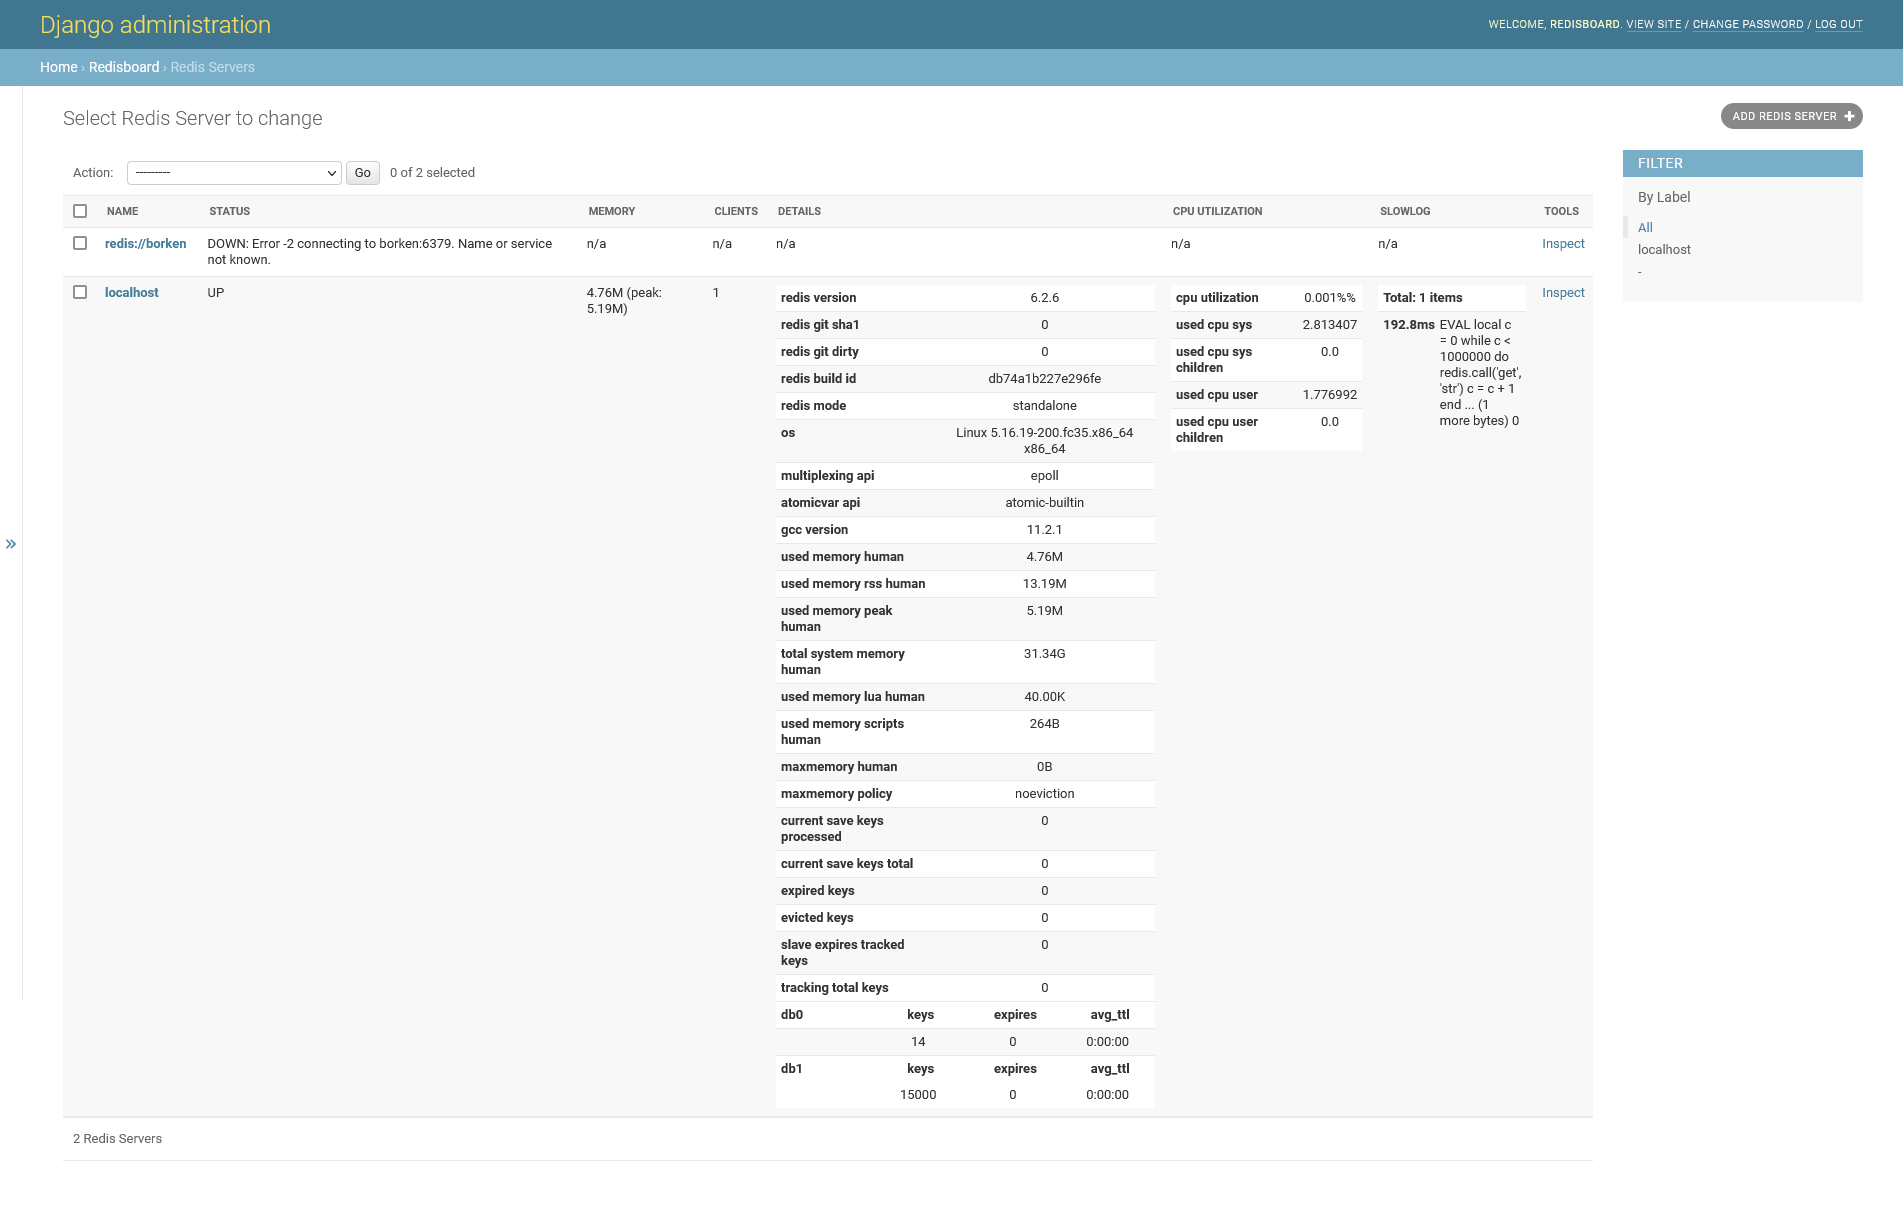 Django administration
WELCOME, REDISBOARD. VIEW SITE / CHANGE PASSWORD / LOG OUT
Home › Redisboard › Redis Servers
Select Redis Server to change
ADD REDIS SERVER
Action: --------- Go 0 of 2 selected
NAME STATUS MEMORY CLIENTS DETAILS CPU UTILIZATION SLOWLOG TOOLS
redis://borken DOWN: Error -2 connecting to borken:6379. Name or service n/a n/a n/a n/a n/a Inspect
not known.
localhost UP 4.76M (peak: 1 Inspect
5.19M)
redis version 6.2.6
redis git sha1 0
redis git dirty 0
redis build id db74a1b227e296fe
redis mode standalone
os Linux 5.16.19-200.fc35.x86_64
x86_64
multiplexing api epoll
atomicvar api atomic-builtin
gcc version 11.2.1
used memory human 4.76M
used memory rss human 13.19M
used memory peak 5.19M
human
total system memory 31.34G
human
used memory lua human 40.00K
used memory scripts 264B
human
maxmemory human 0B
maxmemory policy noeviction
current save keys 0
processed
current save keys total 0
expired keys 0
evicted keys 0
slave expires tracked 0
keys
tracking total keys 0
db0 keys expires avg_ttl
14 0 0:00:00
db1 keys expires avg_ttl
15000 0 0:00:00
cpu utilization 0.001%%
used cpu sys 2.813407
used cpu sys 0.0
children
used cpu user 1.776992
used cpu user 0.0
children
Total: 1 items
192.8ms EVAL local c
= 0 while c <
1000000 do
redis.call('get',
'str') c = c + 1
end ... (1
more bytes) 0
2 Redis Servers
FILTER
By Label
All
localhost
-
»